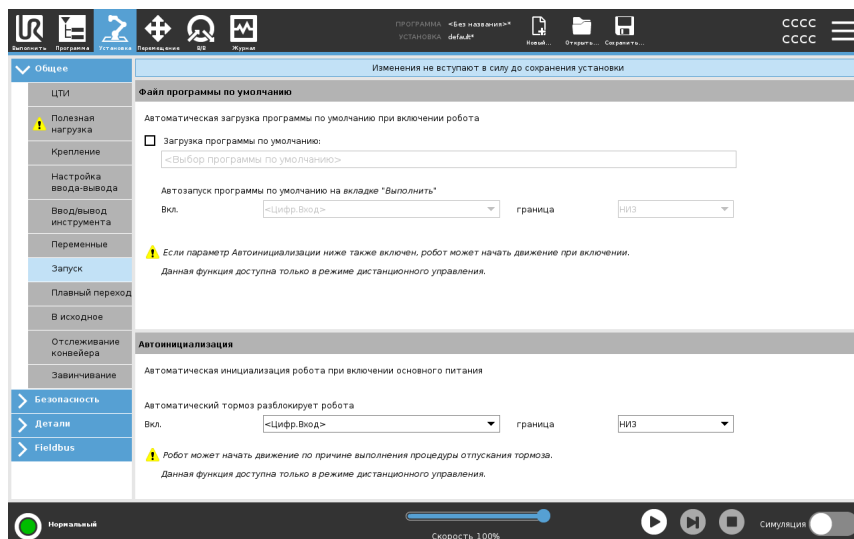 ПРОГРАММА <Без названия>*
УСТАНОВКА default*
Выполнить Программа Установка Перемещение В/В Журнал
Новый... Открыть... Сохранить...
CCCC
CCCC
Общее
ЦТИ
Полезная
нагрузка
Крепление
Настройка
ввода-вывода
Ввод/вывод
инструмента
Переменные
Запуск
Плавный переход
В исходное
Отслеживание
конвейера
Завинчивание
Безопасность
Детали
Fieldbus
Изменения не вступают в силу до сохранения установки
Файл программы по умолчанию
Автоматическая загрузка программы по умолчанию при включении робота
Загрузка программы по умолчанию:
<Выбор программы по умолчанию>
Автозапуск программы по умолчанию на вкладке "Выполнить"
Вкл. <Цифр.Вход> граница НИЗ
Если параметр Автоинициализации ниже также включен, робот может начать движение при включении.
Данная функция доступна только в режиме дистанционного управления.
Автоинициализация
Автоматическая инициализация робота при включении основного питания
Автоматический тормоз разблокирует робота
Вкл. <Цифр.Вход> граница НИЗ
Робот может начать движение по причине выполнения процедуры отпускания тормоза.
Данная функция доступна только в режиме дистанционного управления.
Нормальный
Скорость 100%
Симуляция